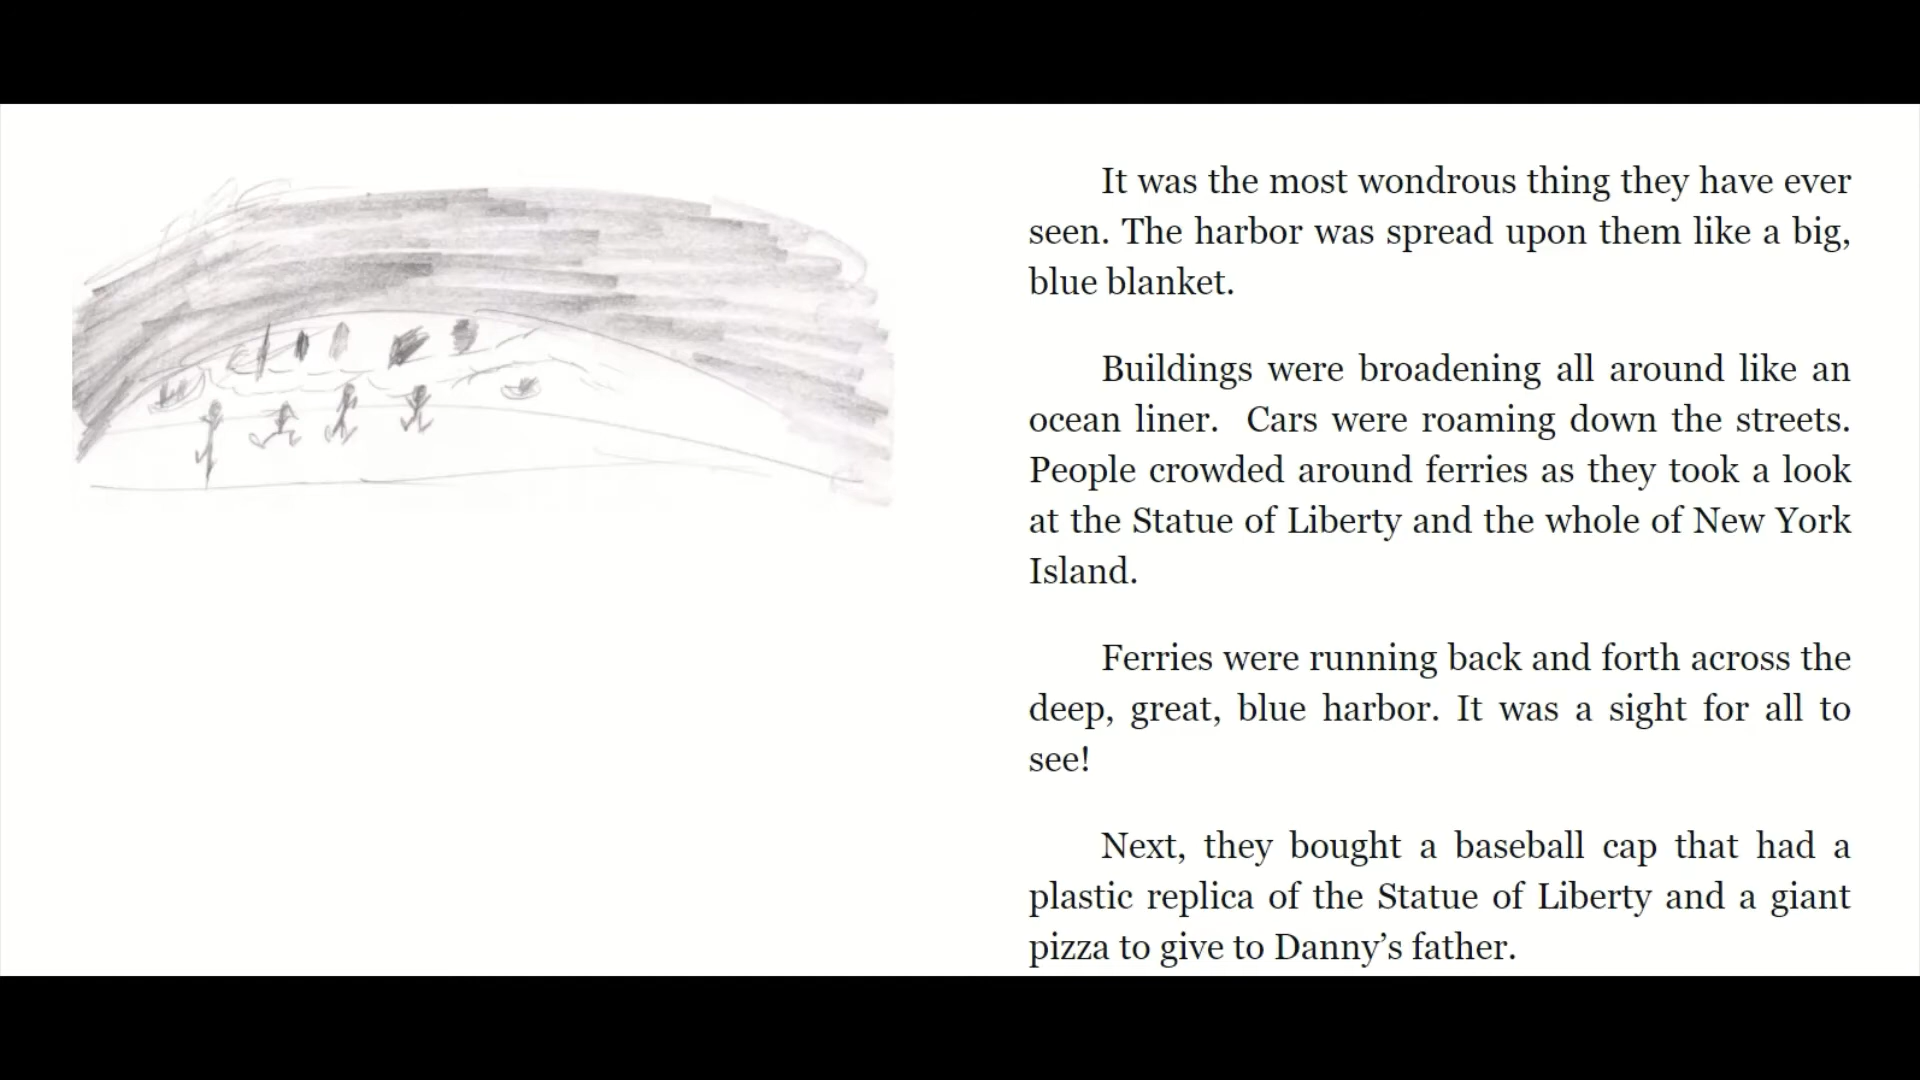 It was the most wondrous thing they have ever
seen. The harbor was spread upon them like a big,
blue blanket.
Buildings were broadening all around like an
ocean liner.  Cars were roaming down the streets.
People crowded around ferries as they took a look
at the Statue of Liberty and the whole of New York
Island.
Ferries were running back and forth across the
deep, great, blue harbor. It was a sight for all to
see!
Next, they bought a baseball cap that had a
plastic replica of the Statue of Liberty and a giant
pizza to give to Danny’s father.